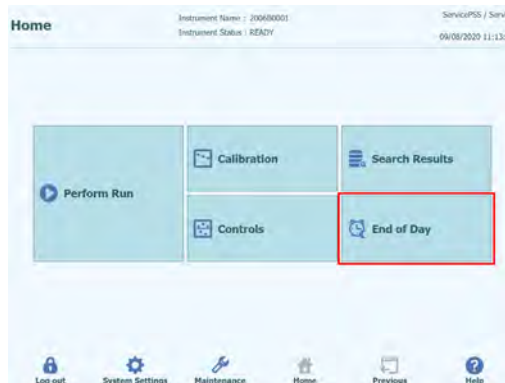 Home
Instrument Name : 200680001
Instrument Status : READY
ServicePSS / Servi
09/08/2020 11:13:
Perform Run
Calibration
Search Results
Controls
End of Day
Log out
System Settings
Maintenance
Home
Previous
Help